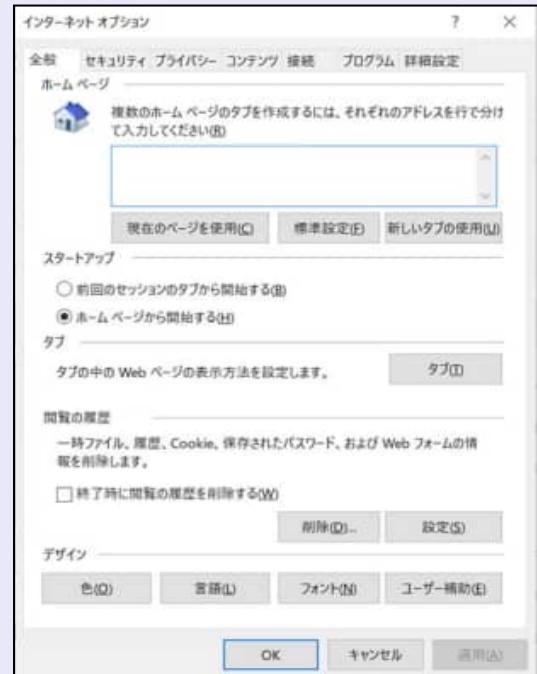 インターネット オプション ? ×
全般 セキュリティ プライバシー コンテンツ 接続 プログラム 詳細設定
ホーム ページ
複数のホーム ページのタブを作成するには、それぞれのアドレスを行で分け
て入力してください(R)
現在のページを使用(C) 標準設定(F) 新しいタブの使用(U)
スタートアップ
前回のセッションのタブから開始する(B)
ホーム ページから開始する(H)
タブ
タブの中の Web ページの表示方法を設定します。 タブ(T)
閲覧の履歴
一時ファイル、履歴、Cookie、保存されたパスワード、および Web フォームの情
報を削除します。
終了時に閲覧の履歴を削除する(W)
削除(D)... 設定(S)
デザイン
色(O) 言語(L) フォント(N) ユーザー補助(E)
OK キャンセル 適用(A)